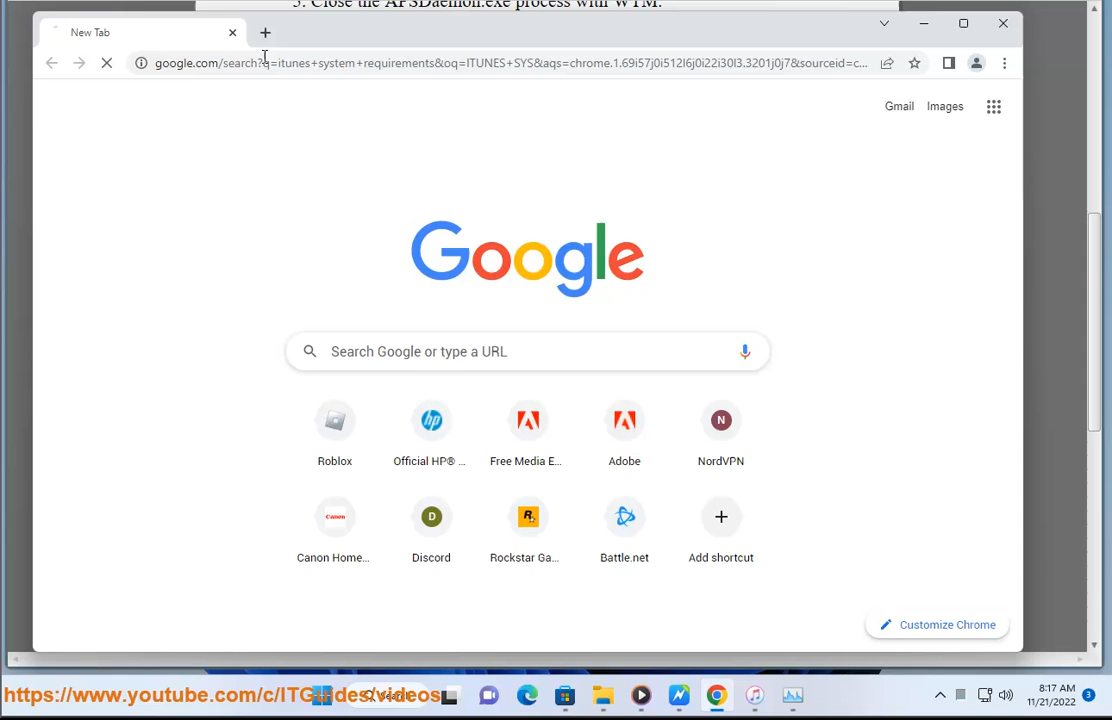 5. Close the APSDaemon.exe process with WTM.
New Tab
google.com/search?q=itunes+system+requirements&oq=ITUNES+SYS&aqs=chrome.1.69i57j0i512l6j0i22i30l3.3201j0j7&sourceid=c...
Gmail Images
Google
Search Google or type a URL
Roblox Official HP® ... Free Media E... Adobe NordVPN
N
Canon D R
Canon Home... Discord Rockstar Ga... Battle.net Add shortcut
Customize Chrome
https://www.youtube.com/c/ITGuides/videos
8:17 AM
11/21/2022
3